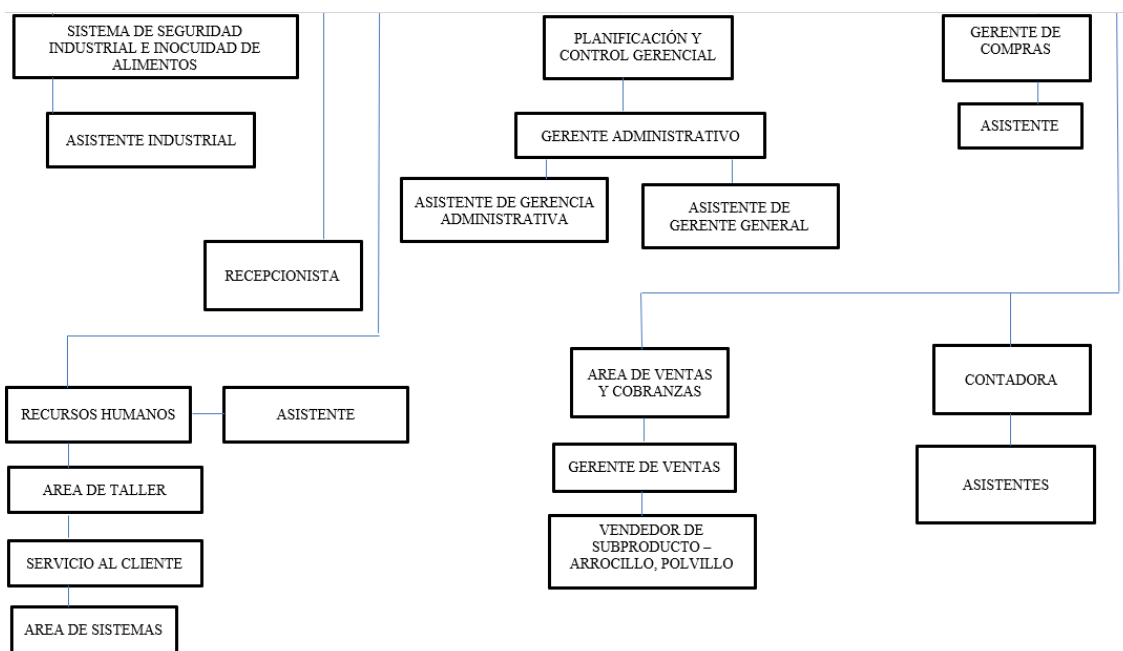 SISTEMA DE SEGURIDAD
INDUSTRIAL E INOCUIDAD DE
ALIMENTOS
PLANIFICACIÓN Y
CONTROL GERENCIAL
GERENTE DE
COMPRAS
ASISTENTE INDUSTRIAL
GERENTE ADMINISTRATIVO
ASISTENTE
ASISTENTE DE GERENCIA
ADMINISTRATIVA
ASISTENTE DE
GERENTE GENERAL
RECEPCIONISTA
AREA DE VENTAS
Y COBRANZAS
CONTADORA
RECURSOS HUMANOS
ASISTENTE
GERENTE DE VENTAS
ASISTENTES
AREA DE TALLER
VENDEDOR DE
SUBPRODUCTO –
ARROCILLO, POLVILLO
SERVICIO AL CLIENTE
AREA DE SISTEMAS